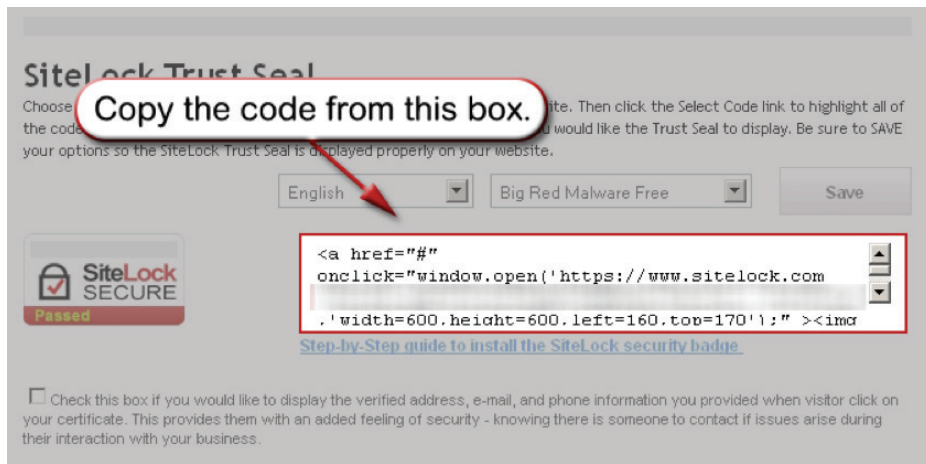 SiteLock Trust Seal
Copy the code from this box.
Choose ite. Then click the Select Code link to highlight all of
the code would like the Trust Seal to display. Be sure to SAVE
your options so the SiteLock Trust Seal is displayed properly on your website.
English Big Red Malware Free Save
SiteLock
SECURE
Passed
<a href="#"
onclick="window.open('https://www.sitelock.com
,'width=600,height=600,left=160,top=170');" ><img
Step-by-Step guide to install the SiteLock security badge
Check this box if you would like to display the verified address, e-mail, and phone information you provided when visitor click on
your certificate. This provides them with an added feeling of security - knowing there is someone to contact if issues arise during
their interaction with your business.